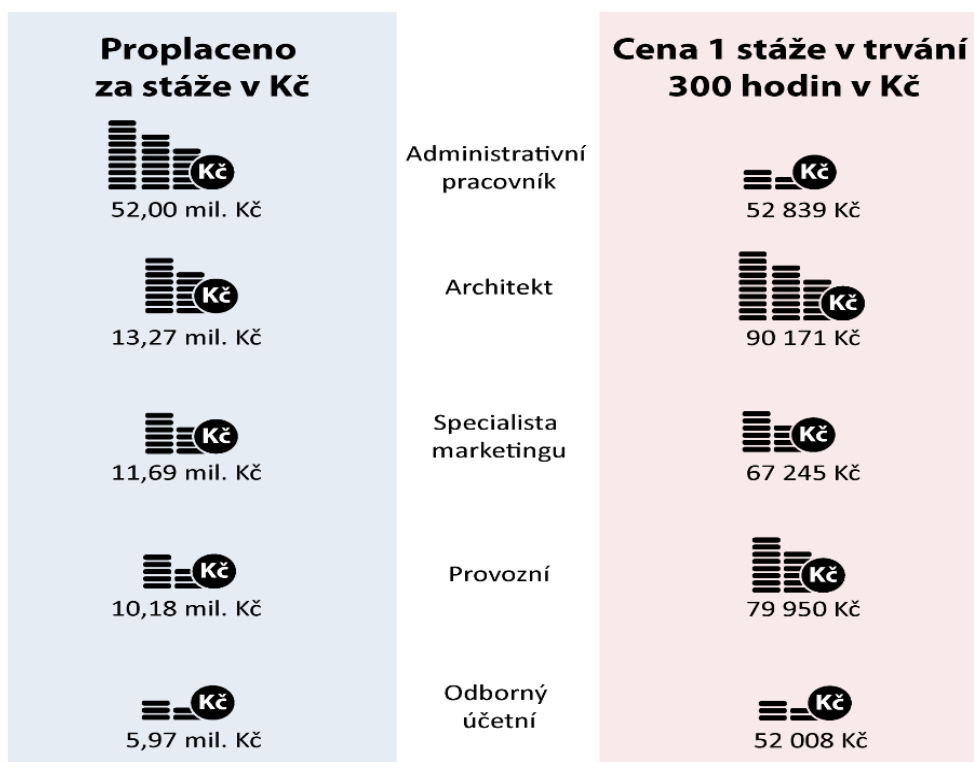 Proplaceno
za stáže v Kč
Cena 1 stáže v trvání
300 hodin v Kč
Kč
52,00 mil. Kč
Administrativní
pracovník
Kč
52 839 Kč
Kč
13,27 mil. Kč
Architekt
Kč
90 171 Kč
Kč
11,69 mil. Kč
Specialista
marketingu
Kč
67 245 Kč
Kč
10,18 mil. Kč
Provozní
Kč
79 950 Kč
Kč
5,97 mil. Kč
Odborný
účetní
Kč
52 008 Kč